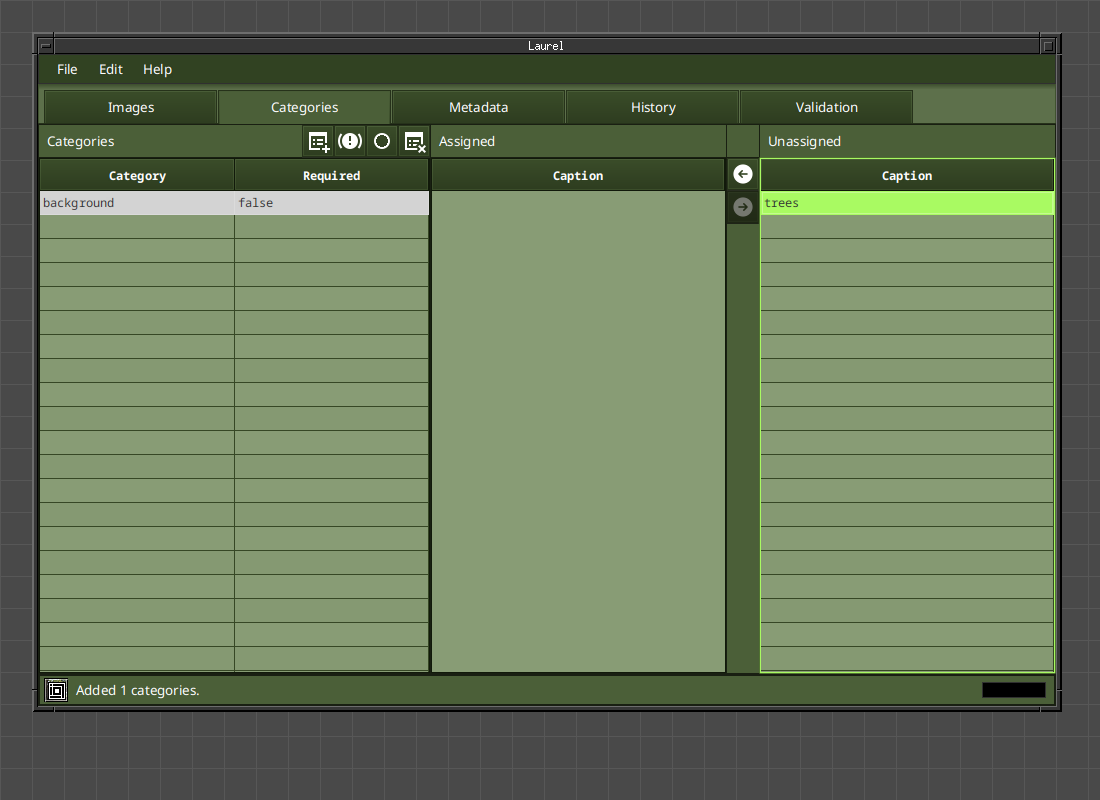 Laurel
File Edit Help
Images Categories Metadata History Validation
Categories Assigned Unassigned
Category Required Caption Caption
background false trees
Added 1 categories.